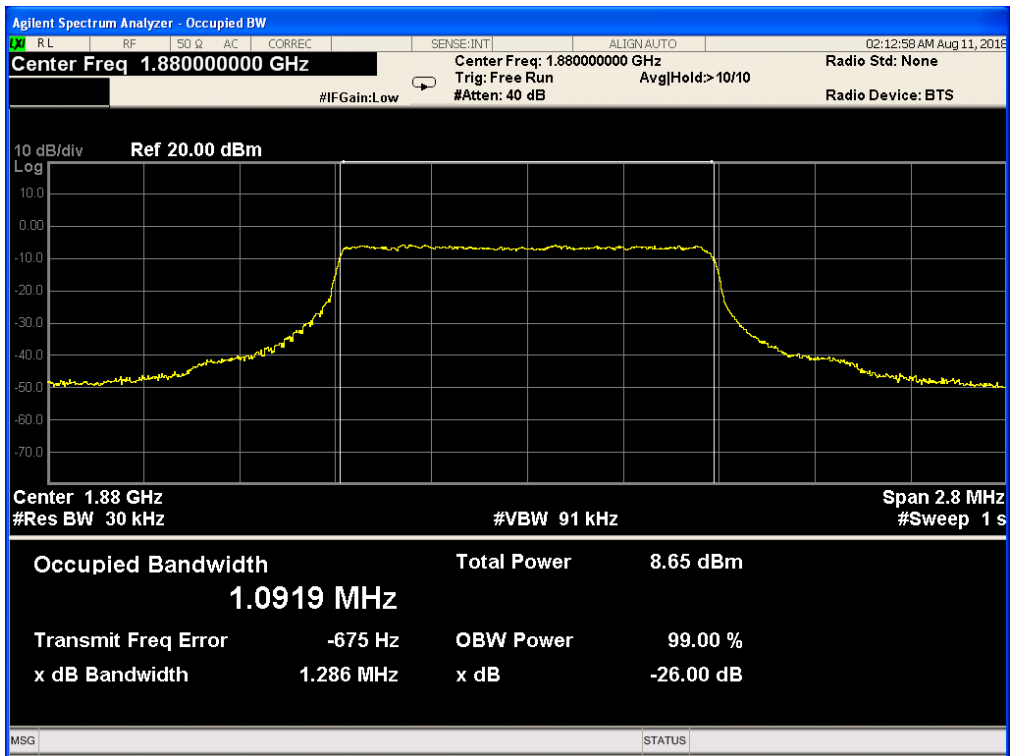 Agilent Spectrum Analyzer - Occupied BW
LXI RL RF 50 Ω AC CORREC SENSE:INT ALIGN AUTO 02:12:58 AM Aug 11, 2018
Center Freq 1.880000000 GHz Center Freq: 1.880000000 GHz Radio Std: None
Trig: Free Run Avg|Hold:>10/10
#IFGain:Low #Atten: 40 dB Radio Device: BTS
10 dB/div Ref 20.00 dBm
Log
10.0
0.00
-10.0
-20.0
-30.0
-40.0
-50.0
-60.0
-70.0
Center 1.88 GHz Span 2.8 MHz
#Res BW 30 kHz #VBW 91 kHz #Sweep 1 s
Occupied Bandwidth Total Power 8.65 dBm
1.0919 MHz
Transmit Freq Error -675 Hz OBW Power 99.00 %
x dB Bandwidth 1.286 MHz x dB -26.00 dB
MSG STATUS